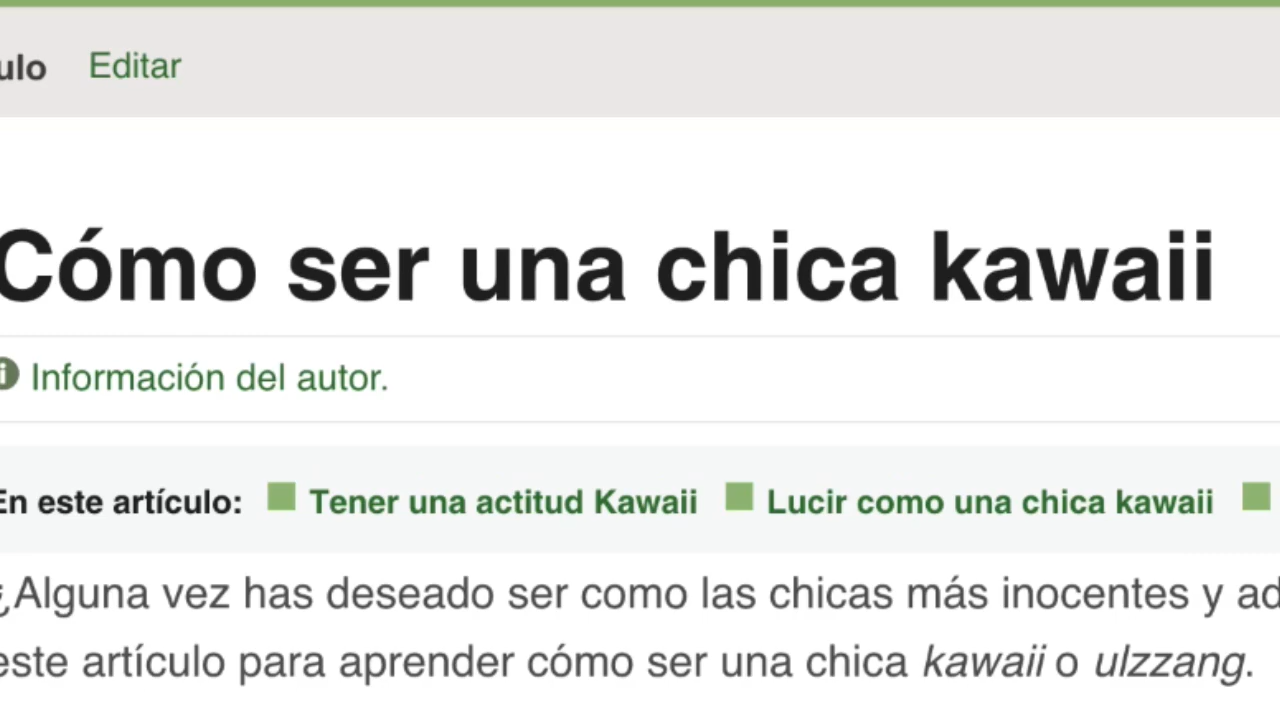 ulo Editar
Cómo ser una chica kawaii
Información del autor.
En este artículo: Tener una actitud Kawaii Lucir como una chica kawaii
¿Alguna vez has deseado ser como las chicas más inocentes y ad
este artículo para aprender cómo ser una chica kawaii o ulzzang.